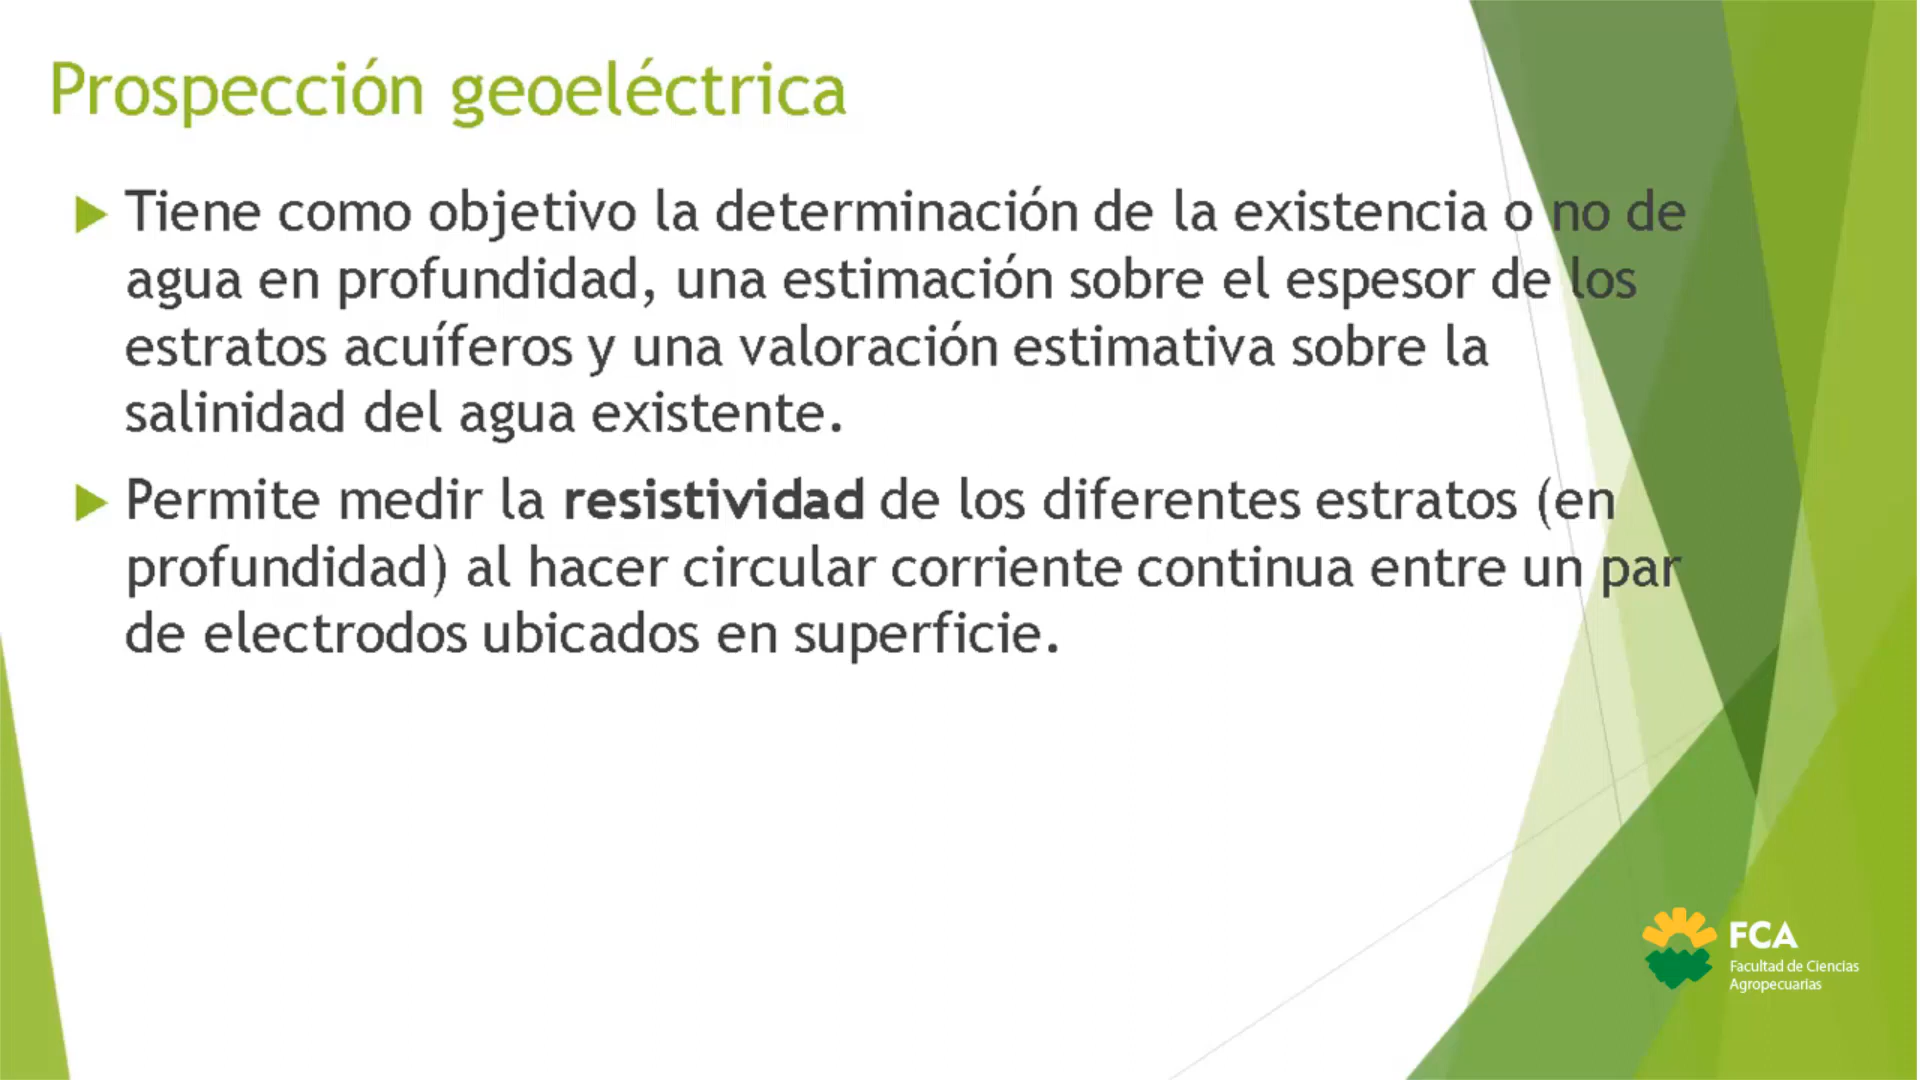 Prospección geoeléctrica
Tiene como objetivo la determinación de la existencia o no de
agua en profundidad, una estimación sobre el espesor de los
estratos acuíferos y una valoración estimativa sobre la
salinidad del agua existente.
Permite medir la resistividad de los diferentes estratos (en
profundidad) al hacer circular corriente continua entre un par
de electrodos ubicados en superficie.
FCA
Facultad de Ciencias
Agropecuarias